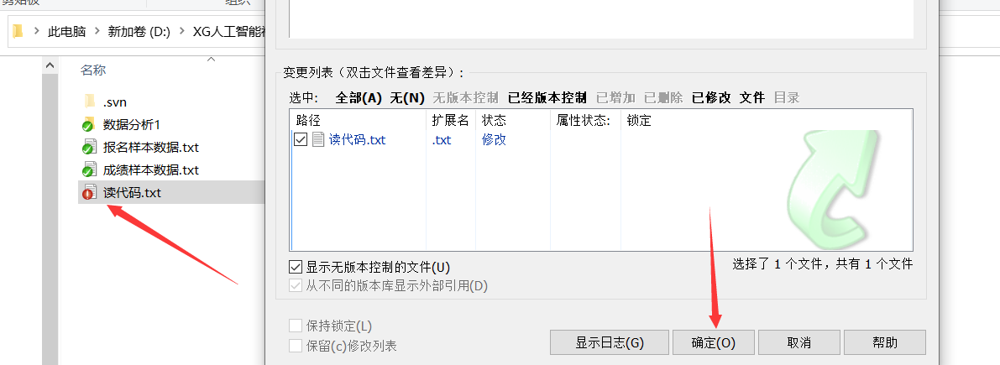 剪贴板 组织
此电脑 新加卷 (D:) XG人工智能
名称
.svn
数据分析1
报名样本数据.txt
成绩样本数据.txt
读代码.txt
变更列表（双击文件查看差异）:
选中: 全部(A) 无(N) 无版本控制 已经版本控制 已增加 已删除 已修改 文件 目录
路径 扩展名 状态 属性状态: 锁定
读代码.txt .txt 修改
显示无版本控制的文件(U)
选择了 1 个文件，共有 1 个文件
从不同的版本库显示外部引用(D)
保持锁定(L)
保留(c)修改列表
显示日志(G) 确定(O) 取消 帮助